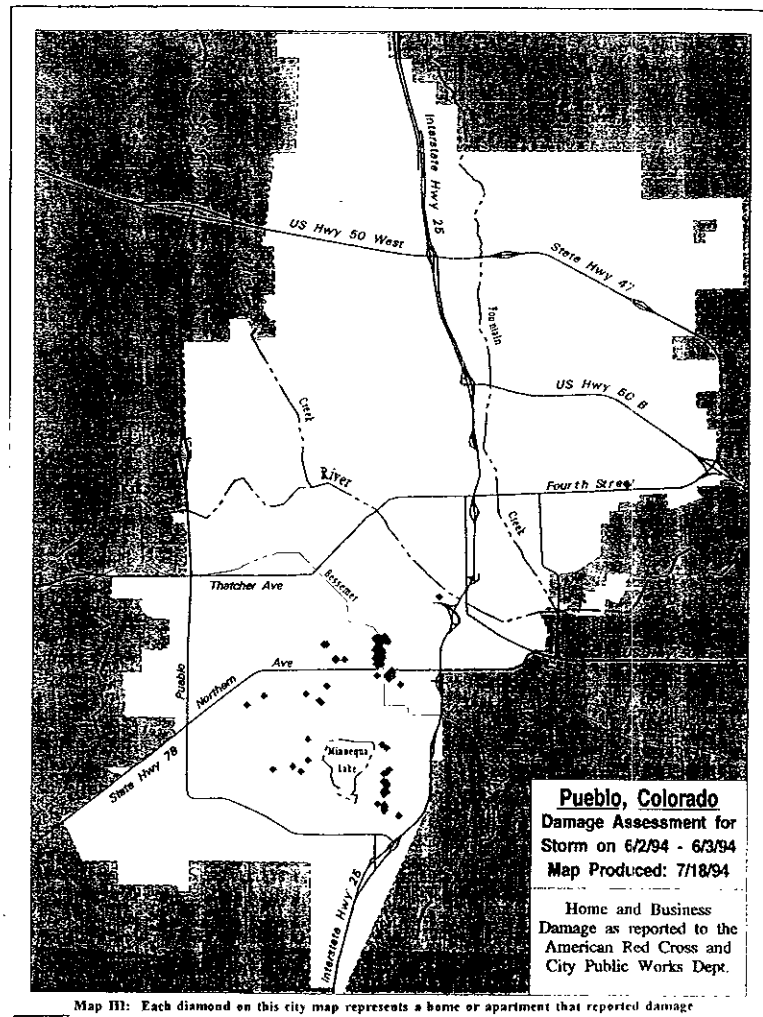 Interstate Hwy 25
US Hwy 50 West
State Hwy 47
Fountain
US Hwy 50 B
Creek
River
Fourth Street
Creek
Thatcher Ave
Bessemer
Pueblo
Northern Ave
State Hwy 78
Minnequa
Lake
Interstate Hwy 25
Pueblo, Colorado
Damage Assessment for
Storm on 6/2/94 - 6/3/94
Map Produced: 7/18/94
Home and Business
Damage as reported to the
American Red Cross and
City Public Works Dept.
Map III: Each diamond on this city map represents a home or apartment that reported damage